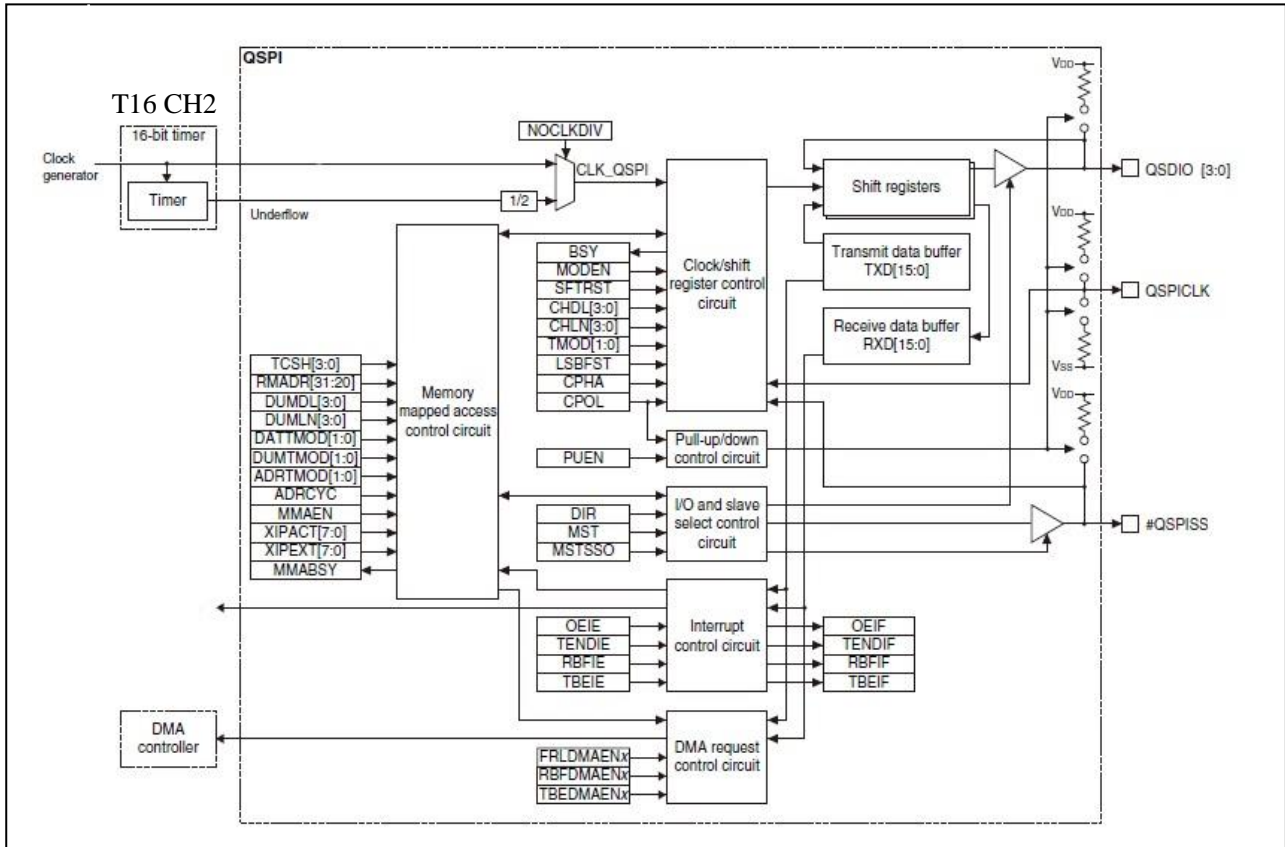 QSPI
T16 CH2
16-bit timer
Clock
generator
Timer
Underflow
NOCLKDIV
CLK_QSPI
1/2
Memory
mapped access
control circuit
TCSH[3:0]
RMADR[31:20]
DUMDL[3:0]
DUMLN[3:0]
DATTMOD[1:0]
DUMTMOD[1:0]
ADRTMOD[1:0]
ADRCYC
MMAEN
XIPACT[7:0]
XIPEXT[7:0]
MMABSY
BSY
MODEN
SFTRST
CHDL[3:0]
CHLN[3:0]
TMOD[1:0]
LSBFST
CPHA
CPOL
PUEN
DIR
MST
MSTSSO
Clock/shift
register control
circuit
Pull-up/down
control circuit
I/O and slave
select control
circuit
Shift registers
Transmit data buffer
TXD[15:0]
Receive data buffer
RXD[15:0]
VDD
QSDIO [3:0]
VDD
QSPICLK
VSS
VDD
#QSPISS
OEIE
TENDIE
RBFIE
TBEIE
Interrupt
control circuit
OEIF
TENDIF
RBFIF
TBEIF
DMA
controller
FRLDMAENx
RBFDMAENx
TBEDMAENx
DMA request
control circuit